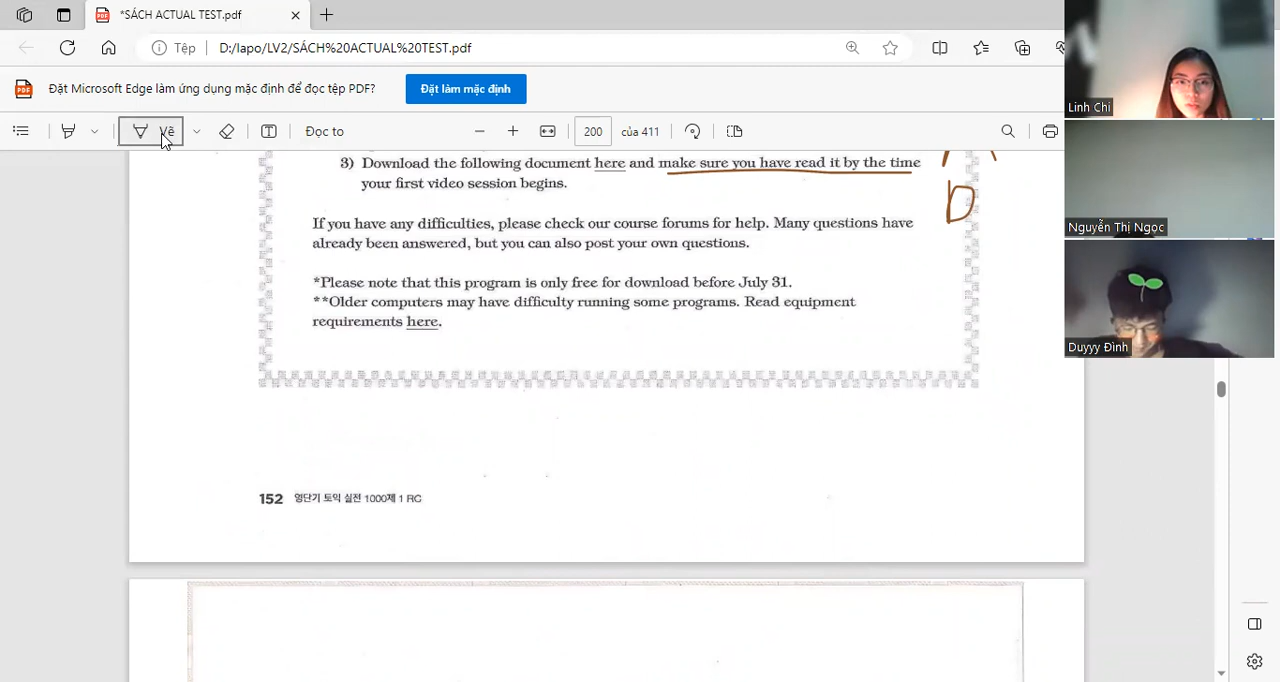 *SÁCH ACTUAL TEST.pdf
Tệp
D:/lapo/LV2/SÁCH%20ACTUAL%20TEST.pdf
Đặt Microsoft Edge làm ứng dụng mặc định để đọc tệp PDF?
Đặt làm mặc định
Vẽ
Đọc to
200
của 411
3) Download the following document here and make sure you have read it by the time
your first video session begins.
D
If you have any difficulties, please check our course forums for help. Many questions have
already been answered, but you can also post your own questions.
*Please note that this program is only free for download before July 31.
**Older computers may have difficulty running some programs. Read equipment
requirements here.
152 영단기 토익 실전 1000제 1 RC
Linh Chi
Nguyễn Thị Ngọc
Duyyy Đình